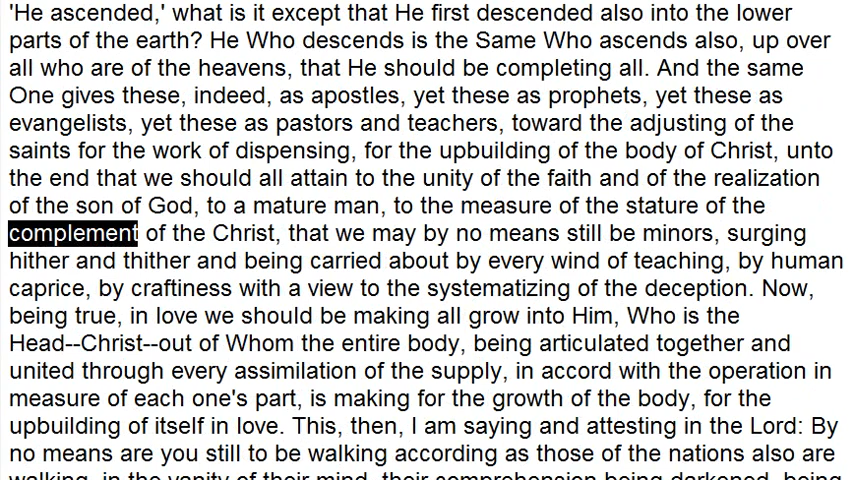 'He ascended,' what is it except that He first descended also into the lower
parts of the earth? He Who descends is the Same Who ascends also, up over
all who are of the heavens, that He should be completing all. And the same
One gives these, indeed, as apostles, yet these as prophets, yet these as
evangelists, yet these as pastors and teachers, toward the adjusting of the
saints for the work of dispensing, for the upbuilding of the body of Christ, unto
the end that we should all attain to the unity of the faith and of the realization
of the son of God, to a mature man, to the measure of the stature of the
complement of the Christ, that we may by no means still be minors, surging
hither and thither and being carried about by every wind of teaching, by human
caprice, by craftiness with a view to the systematizing of the deception. Now,
being true, in love we should be making all grow into Him, Who is the
Head--Christ--out of Whom the entire body, being articulated together and
united through every assimilation of the supply, in accord with the operation in
measure of each one's part, is making for the growth of the body, for the
upbuilding of itself in love. This, then, I am saying and attesting in the Lord: By
no means are you still to be walking according as those of the nations also are
walking, in the vanity of their mind, their comprehension being darkened, being